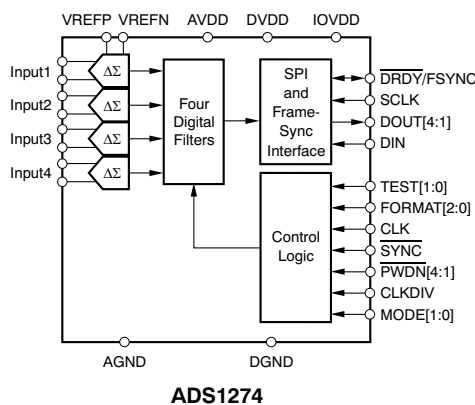 VREFP VREFN AVDD DVDD IOVDD
Input1
Input2
Input3
Input4
ΔΣ
ΔΣ
ΔΣ
ΔΣ
Four
Digital
Filters
SPI
and
Frame-
Sync
Interface
DRDY/FSYNC
SCLK
DOUT[4:1]
DIN
Control
Logic
TEST[1:0]
FORMAT[2:0]
CLK
SYNC
PWDN[4:1]
CLKDIV
MODE[1:0]
AGND DGND
ADS1274